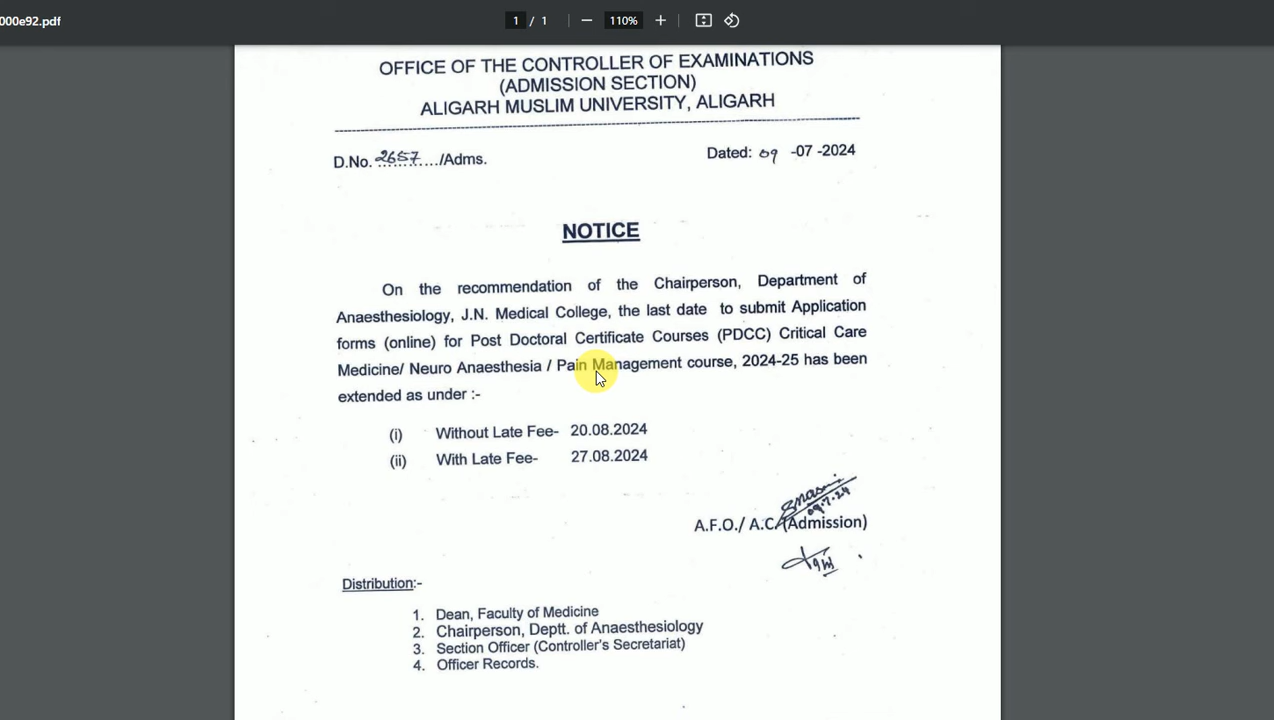 000e92.pdf
1 / 1
110%
OFFICE OF THE CONTROLLER OF EXAMINATIONS
(ADMISSION SECTION)
ALIGARH MUSLIM UNIVERSITY, ALIGARH
D.No. 2657..../Adms.
Dated: 09 -07 -2024
NOTICE
On the recommendation of the Chairperson, Department of
Anaesthesiology, J.N. Medical College, the last date to submit Application
forms (online) for Post Doctoral Certificate Courses (PDCC) Critical Care
Medicine/ Neuro Anaesthesia / Pain Management course, 2024-25 has been
extended as under :-
(i) Without Late Fee- 20.08.2024
(ii) With Late Fee- 27.08.2024
09.7.24
A.F.O./ A.C. (Admission)
Distribution:-
1. Dean, Faculty of Medicine
2. Chairperson, Deptt. of Anaesthesiology
3. Section Officer (Controller's Secretariat)
4. Officer Records.